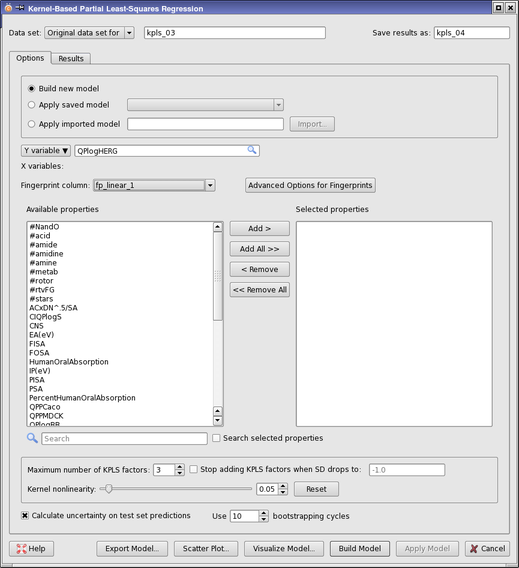 Kernel-Based Partial Least-Squares Regression
Data set: Original data set for kpls_03 Save results as: kpls_04
Options Results
Build new model
Apply saved model
Apply imported model Import...
Y variable QPlogHERG
X variables:
Fingerprint column: fp_linear_1 Advanced Options for Fingerprints
Available properties Selected properties
#NandO
#acid
#amide
#amidine
#amine
#metab
#rotor
#rtvFG
#stars
ACxDN^.5/SA
CIQPlogS
CNS
EA(eV)
FISA
FOSA
HumanOralAbsorption
IP(eV)
PISA
PSA
PercentHumanOralAbsorption
QPPCaco
QPPMDCK
QPlogBB
Add >
Add All >>
< Remove
<< Remove All
Search Search selected properties
Maximum number of KPLS factors: 3 Stop adding KPLS factors when SD drops to: -1.0
Kernel nonlinearity: 0.05 Reset
Calculate uncertainty on test set predictions Use 10 bootstrapping cycles
Help Export Model... Scatter Plot... Visualize Model... Build Model Apply Model Cancel